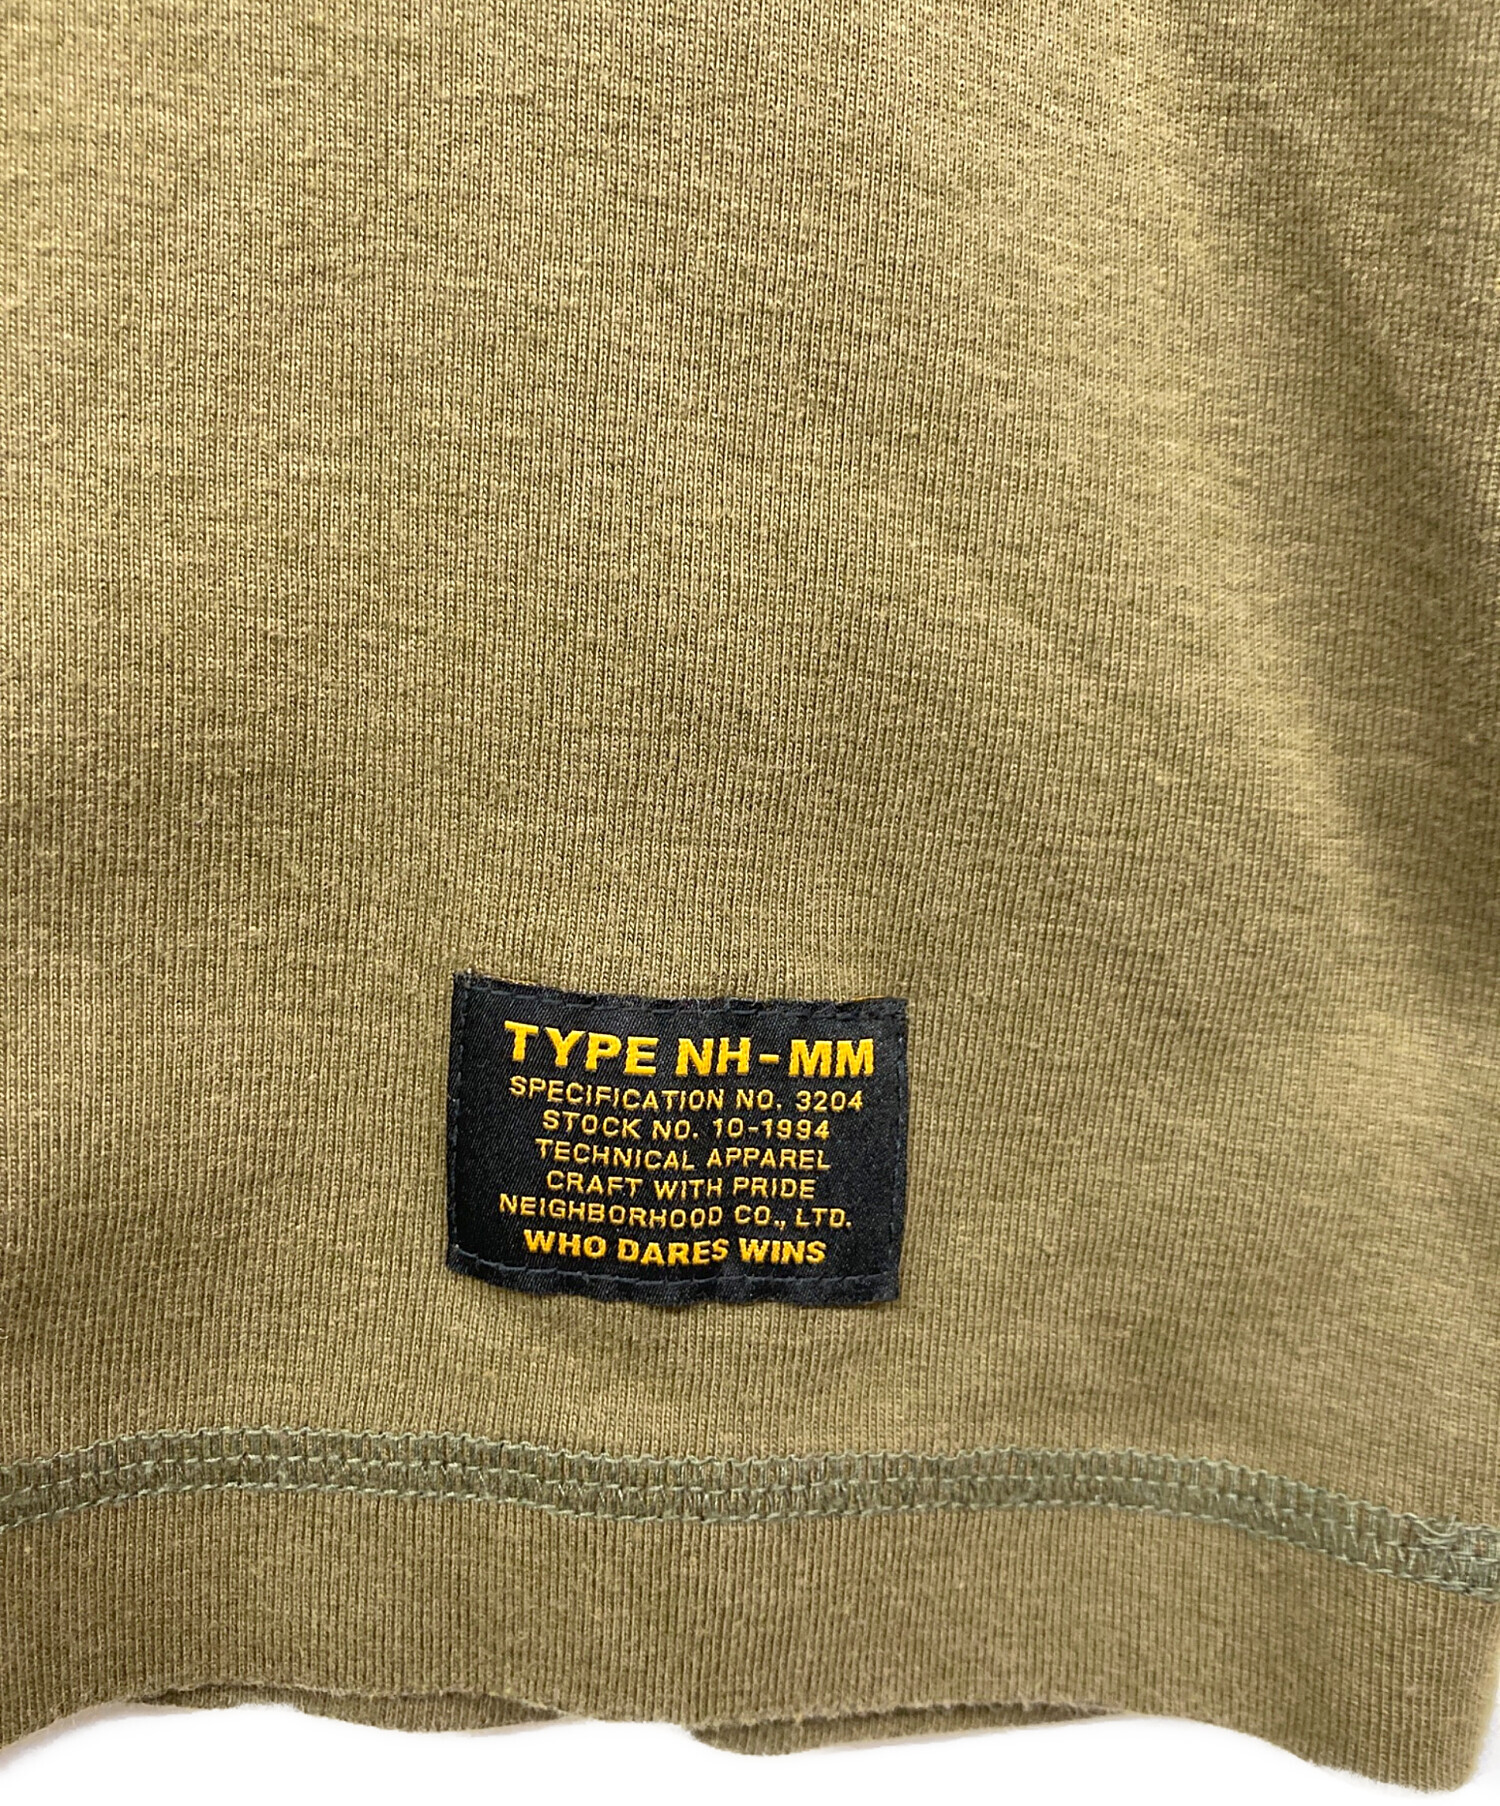 TYPE NH-MM
SPECIFICATION NO. 3204
STOCK NO. 10-1994
TECHNICAL APPAREL
CRAFT WITH PRIDE
NEIGHBORHOOD CO., LTD.
WHO DARES WINS